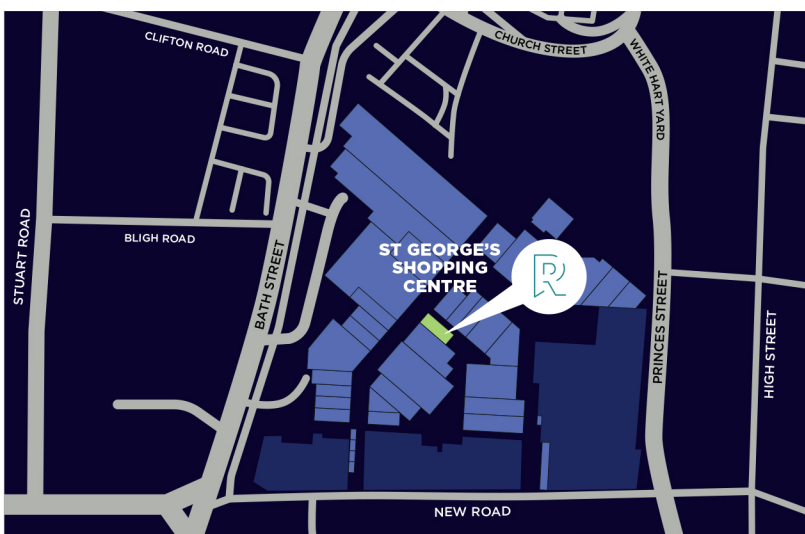 CLIFTON ROAD
CHURCH STREET
WHITE HART YARD
STUART ROAD
BLIGH ROAD
BATH STREET
ST GEORGE'S
SHOPPING
CENTRE
R
PRINCES STREET
HIGH STREET
NEW ROAD